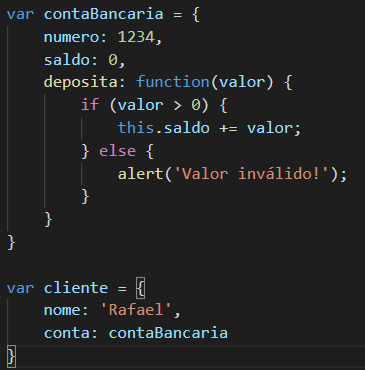 var contaBancaria = {
    numero: 1234,
    saldo: 0,
    deposita: function(valor) {
        if (valor > 0) {
            this.saldo += valor;
        } else {
            alert('Valor inválido!');
        }
    }
}

var cliente = {
    nome: 'Rafael',
    conta: contaBancaria
}